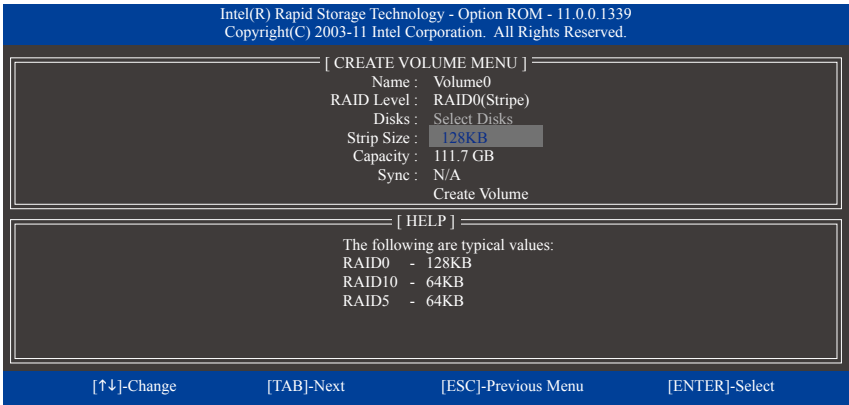 Intel(R) Rapid Storage Technology - Option ROM - 11.0.0.1339
Copyright(C) 2003-11 Intel Corporation.  All Rights Reserved.
[ CREATE VOLUME MENU ]
Name : Volume0
RAID Level : RAID0(Stripe)
Disks : Select Disks
Strip Size : 128KB
Capacity : 111.7 GB
Sync : N/A
Create Volume
[ HELP ]
The following are typical values:
RAID0 - 128KB
RAID10 - 64KB
RAID5 - 64KB
[↑↓]-Change [TAB]-Next [ESC]-Previous Menu [ENTER]-Select